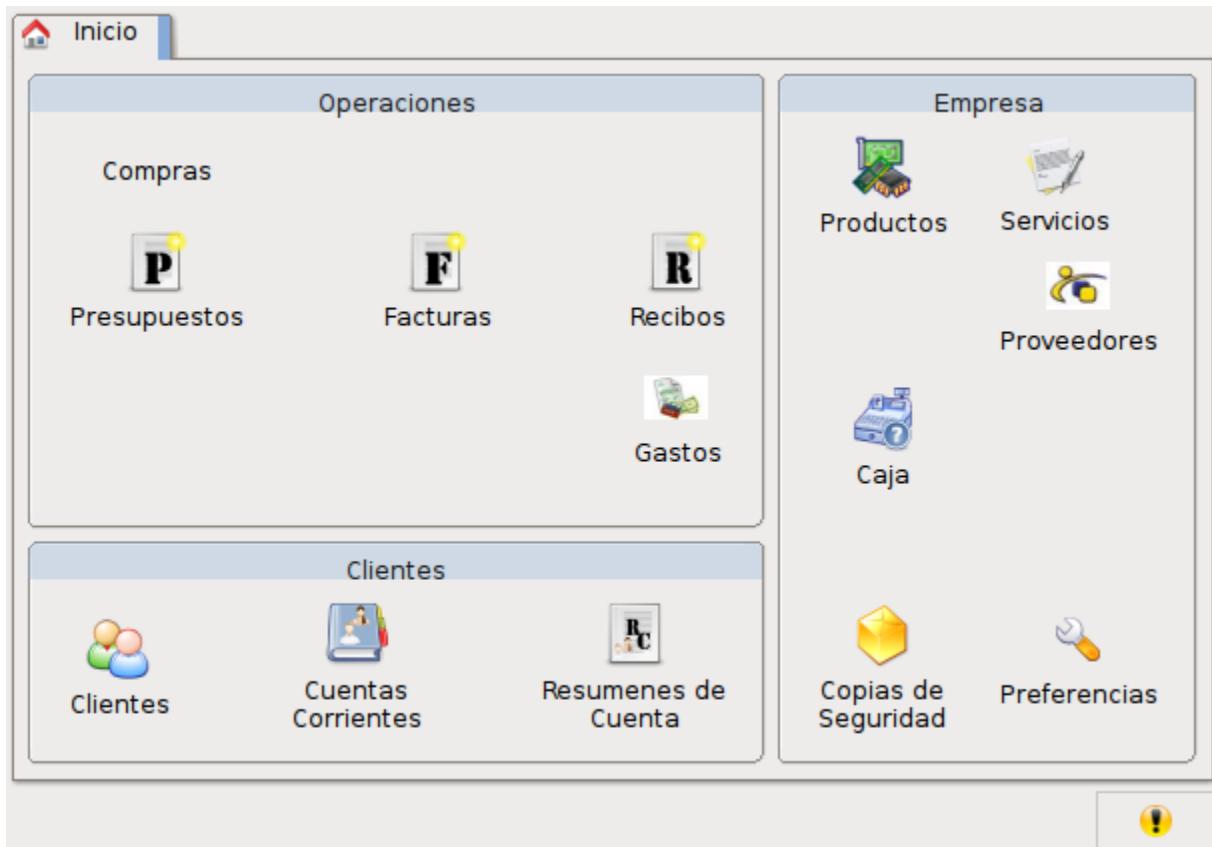 Inicio
Operaciones
Compras
P
F
R
Presupuestos
Facturas
Recibos
Gastos
Empresa
Productos
Servicios
Proveedores
Caja
Copias de
Seguridad
Preferencias
Clientes
RC
Clientes
Cuentas
Corrientes
Resumenes de
Cuenta